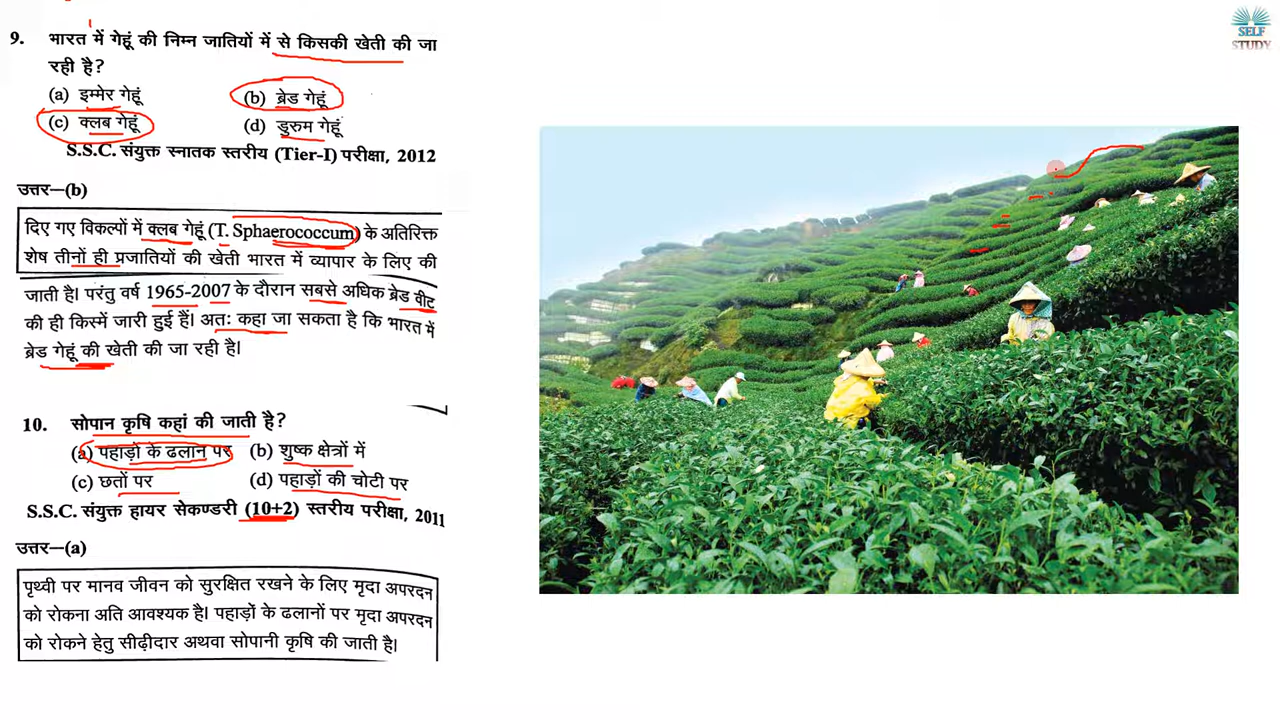 9. भारत में गेहूं की निम्न जातियों में से किसकी खेती की जा
रही है?
(a) इम्मेर गेहूं (b) ब्रेड गेहूं
(c) क्लब गेहूं (d) डुरुम गेहूं
S.S.C. संयुक्त स्नातक स्तरीय (Tier-I) परीक्षा, 2012
उत्तर—(b)
दिए गए विकल्पों में क्लब गेहूं (T. Sphaerococcum) के अतिरिक्त
शेष तीनों ही प्रजातियों की खेती भारत में व्यापार के लिए की
जाती है। परंतु वर्ष 1965-2007 के दौरान सबसे अधिक ब्रेड वीट
की ही किस्में जारी हुई हैं। अतः कहा जा सकता है कि भारत में
ब्रेड गेहूं की खेती की जा रही है।
10. सोपान कृषि कहां की जाती है?
(a) पहाड़ों के ढलान पर (b) शुष्क क्षेत्रों में
(c) छतों पर (d) पहाड़ों की चोटी पर
S.S.C. संयुक्त हायर सेकण्डरी (10+2) स्तरीय परीक्षा, 2011
उत्तर—(a)
पृथ्वी पर मानव जीवन को सुरक्षित रखने के लिए मृदा अपरदन
को रोकना अति आवश्यक है। पहाड़ों के ढलानों पर मृदा अपरदन
को रोकने हेतु सीढ़ीदार अथवा सोपानी कृषि की जाती है।
SELF
STUDY